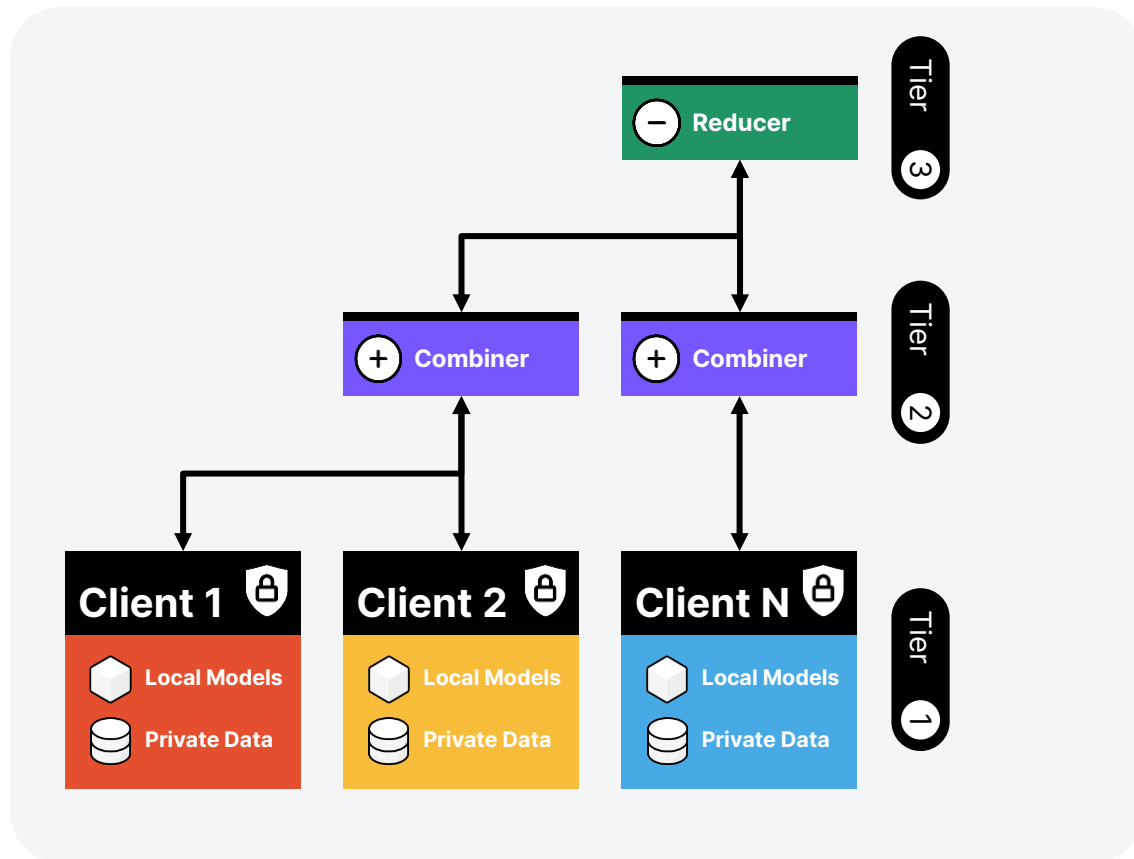 Reducer
Tier 3
Combiner
Combiner
Tier 2
Client 1
Client 2
Client N
Local Models
Private Data
Local Models
Private Data
Local Models
Private Data
Tier 1